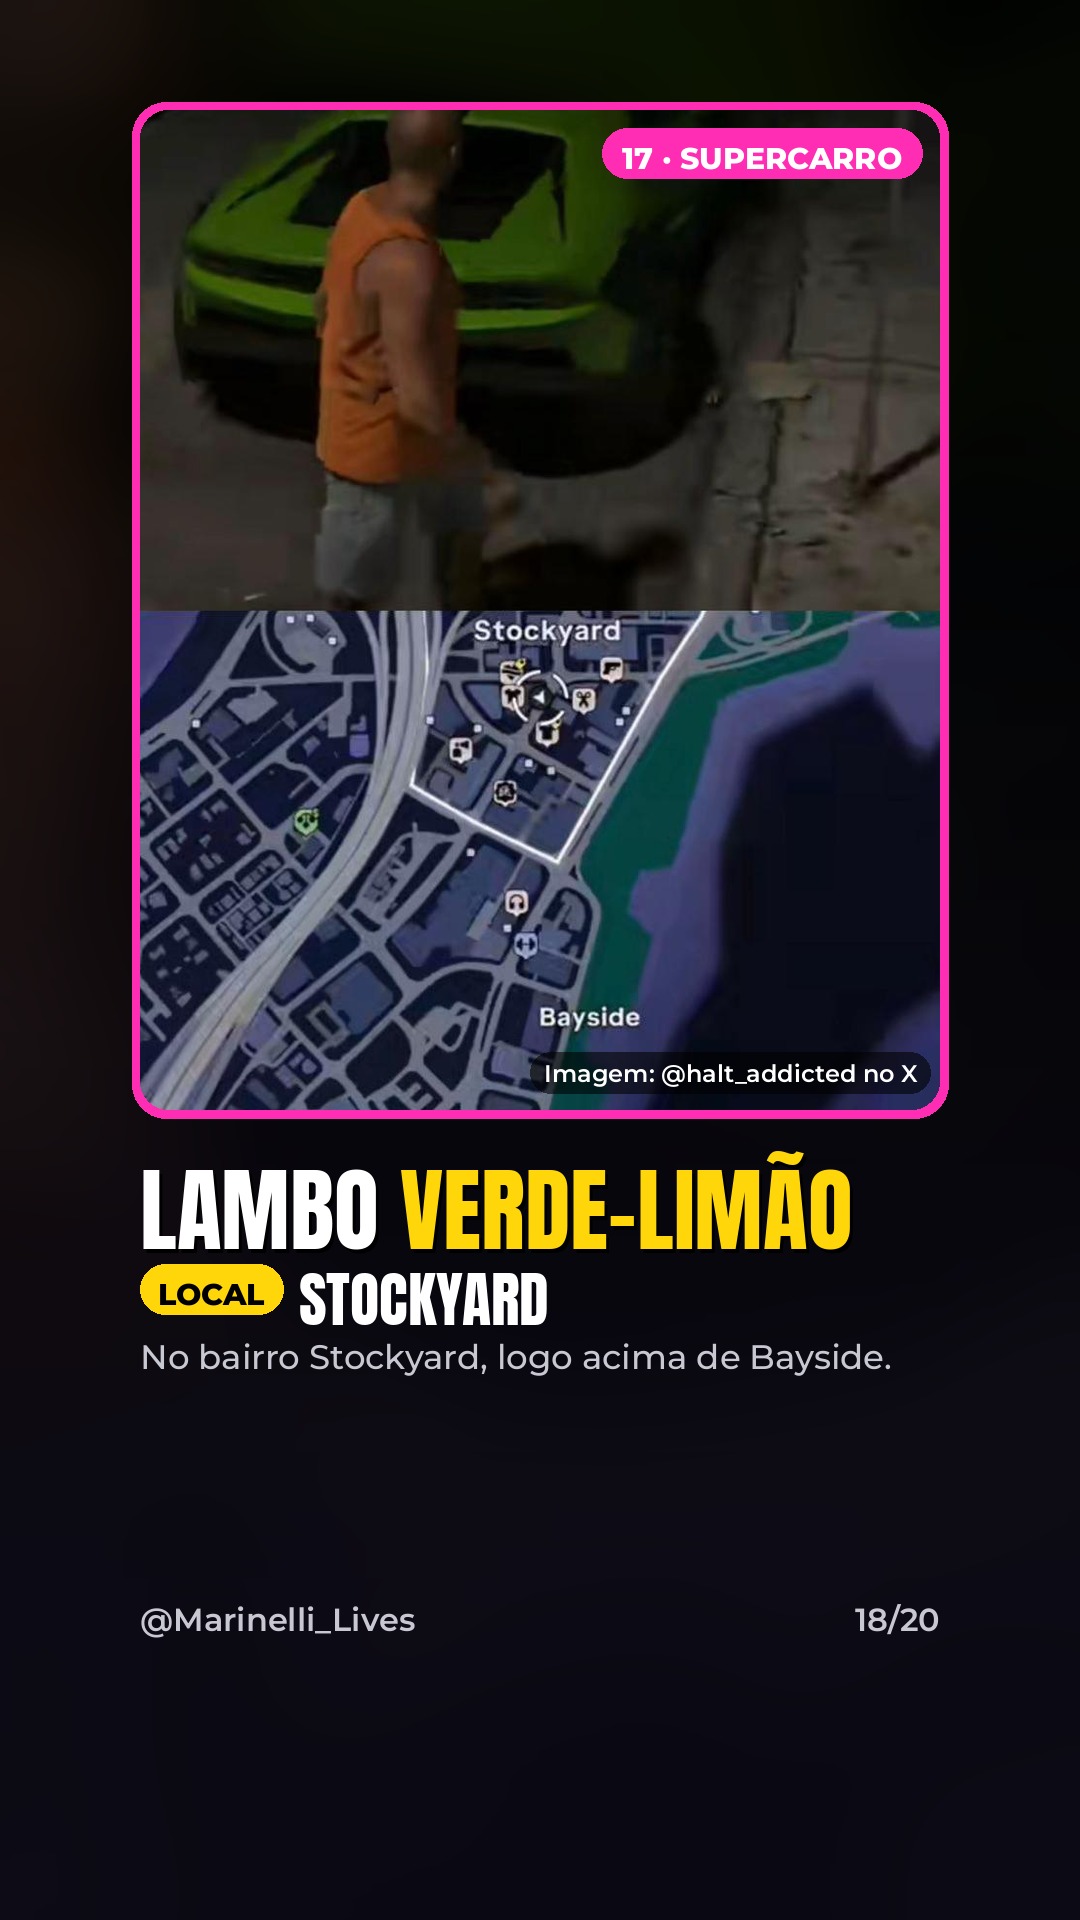 17 · SUPERCARRO
Stockyard
Bayside
Imagem: @halt_addicted no X
LAMBO VERDE-LIMÃO
LOCAL STOCKYARD
No bairro Stockyard, logo acima de Bayside.
@Marinelli_Lives 18/20